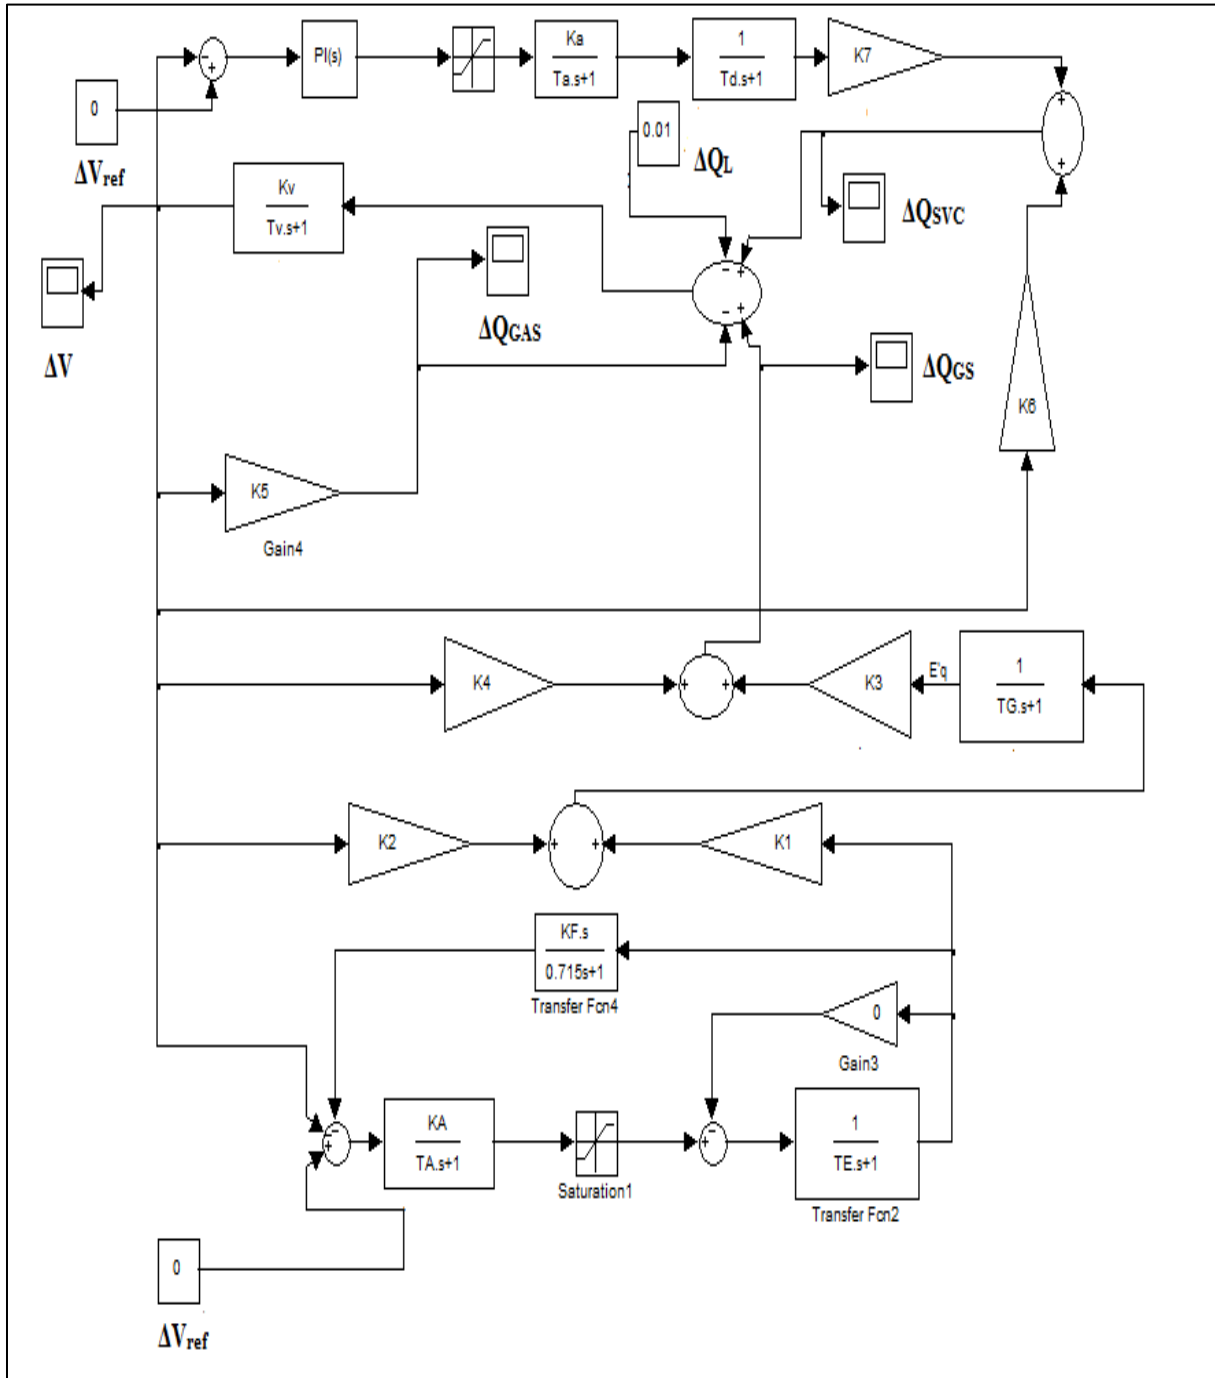 PI(s)
Ka
Ta.s+1
1
Td.s+1
K7
0
ΔVref
0.01
ΔQL
Kv
Tv.s+1
ΔQSVC
ΔQGAS
ΔV
ΔQGS
K6
K5
Gain4
K4
K3
E'q
1
TG.s+1
K2
K1
KF.s
0.715s+1
Transfer Fcn4
0
Gain3
KA
TA.s+1
Saturation1
1
TE.s+1
Transfer Fcn2
0
ΔVref